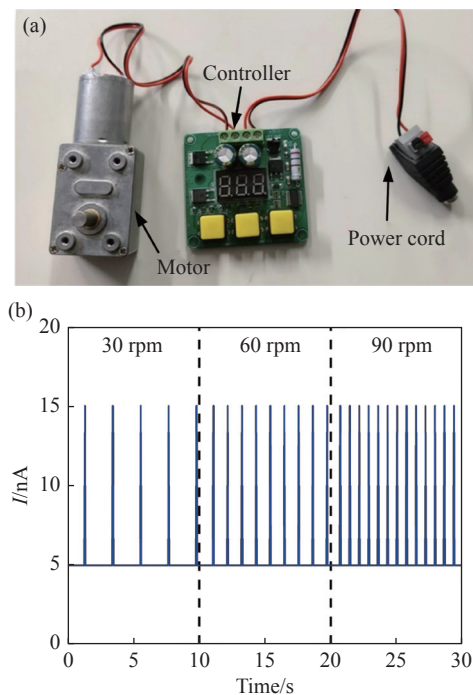 (a)
Controller
Motor
Power cord
(b)
20
15
10
5
0
I/nA
30 rpm
60 rpm
90 rpm
0
5
10
15
20
25
30
Time/s